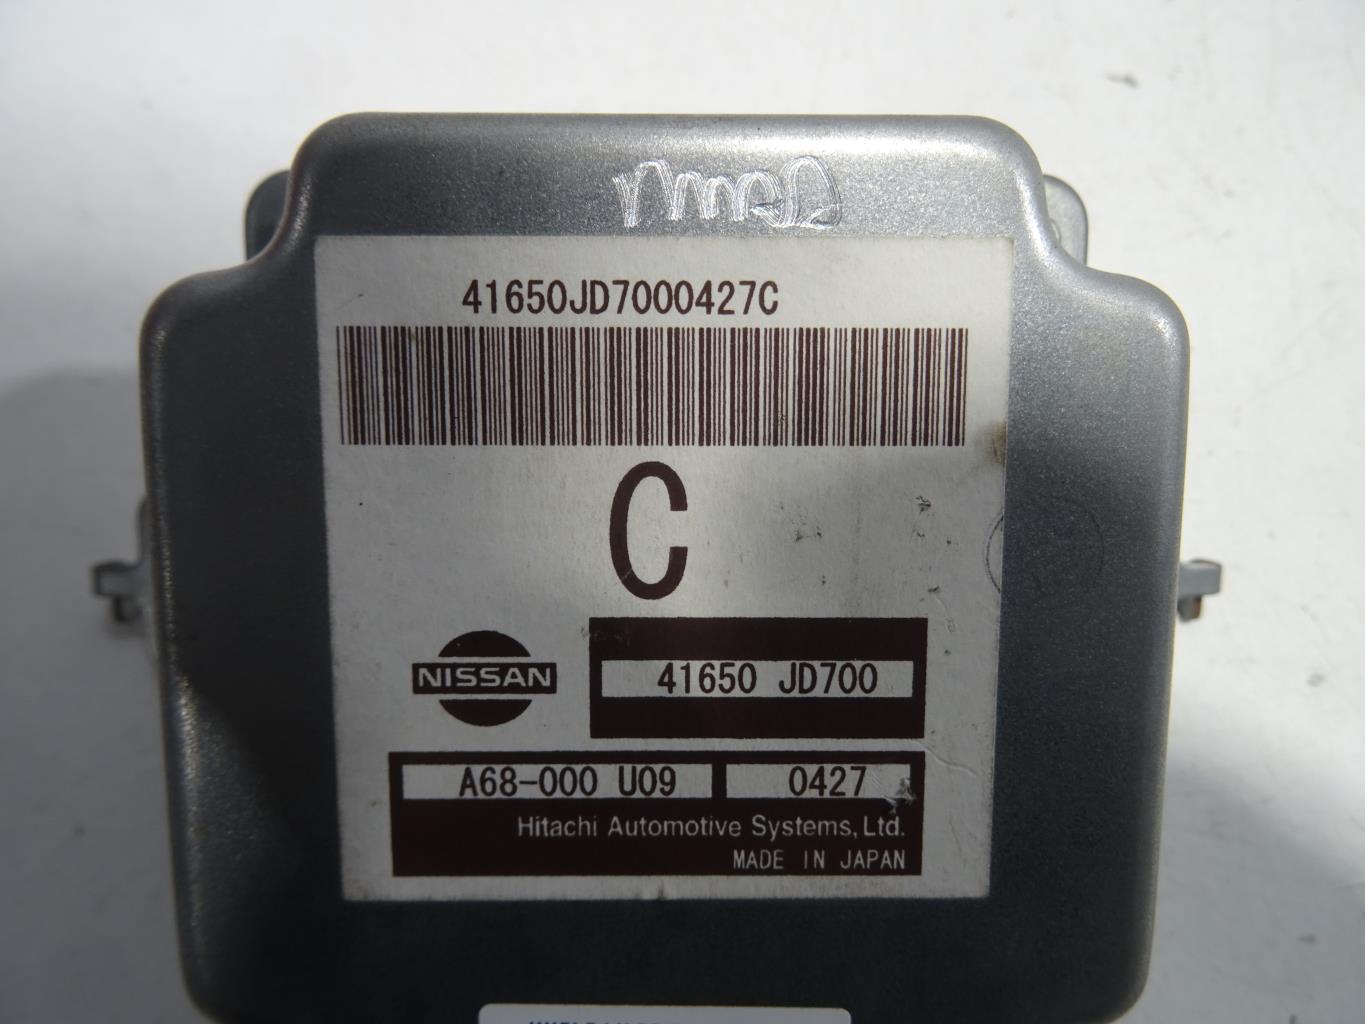 41650JD7000427C
C
NISSAN
41650 JD700
A68-000 U09
0427
Hitachi Automotive Systems, Ltd.
MADE IN JAPAN